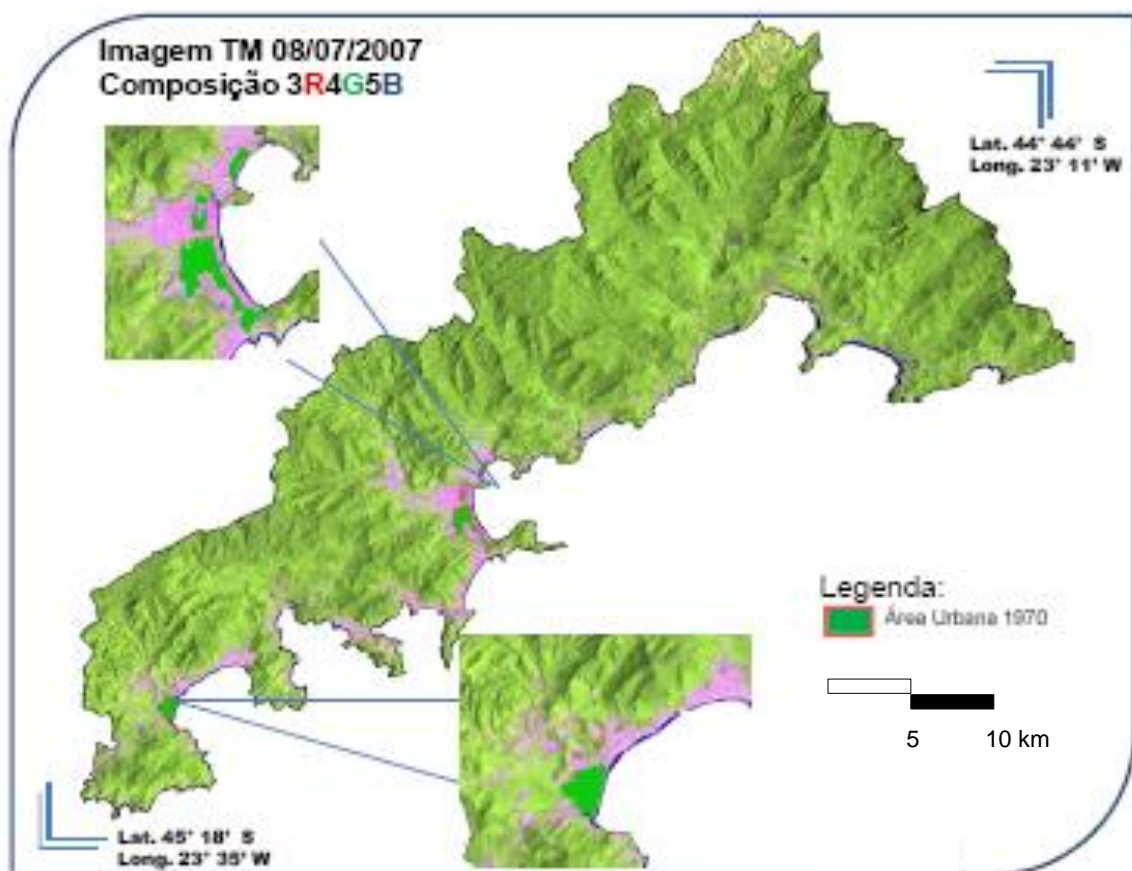 Imagem TM 08/07/2007
Composição 3R4G5B
Lat. 44° 44' S
Long. 23° 11' W
Legenda:
Área Urbana 1970
5 10 km
Lat. 45° 18' S
Long. 23° 35' W